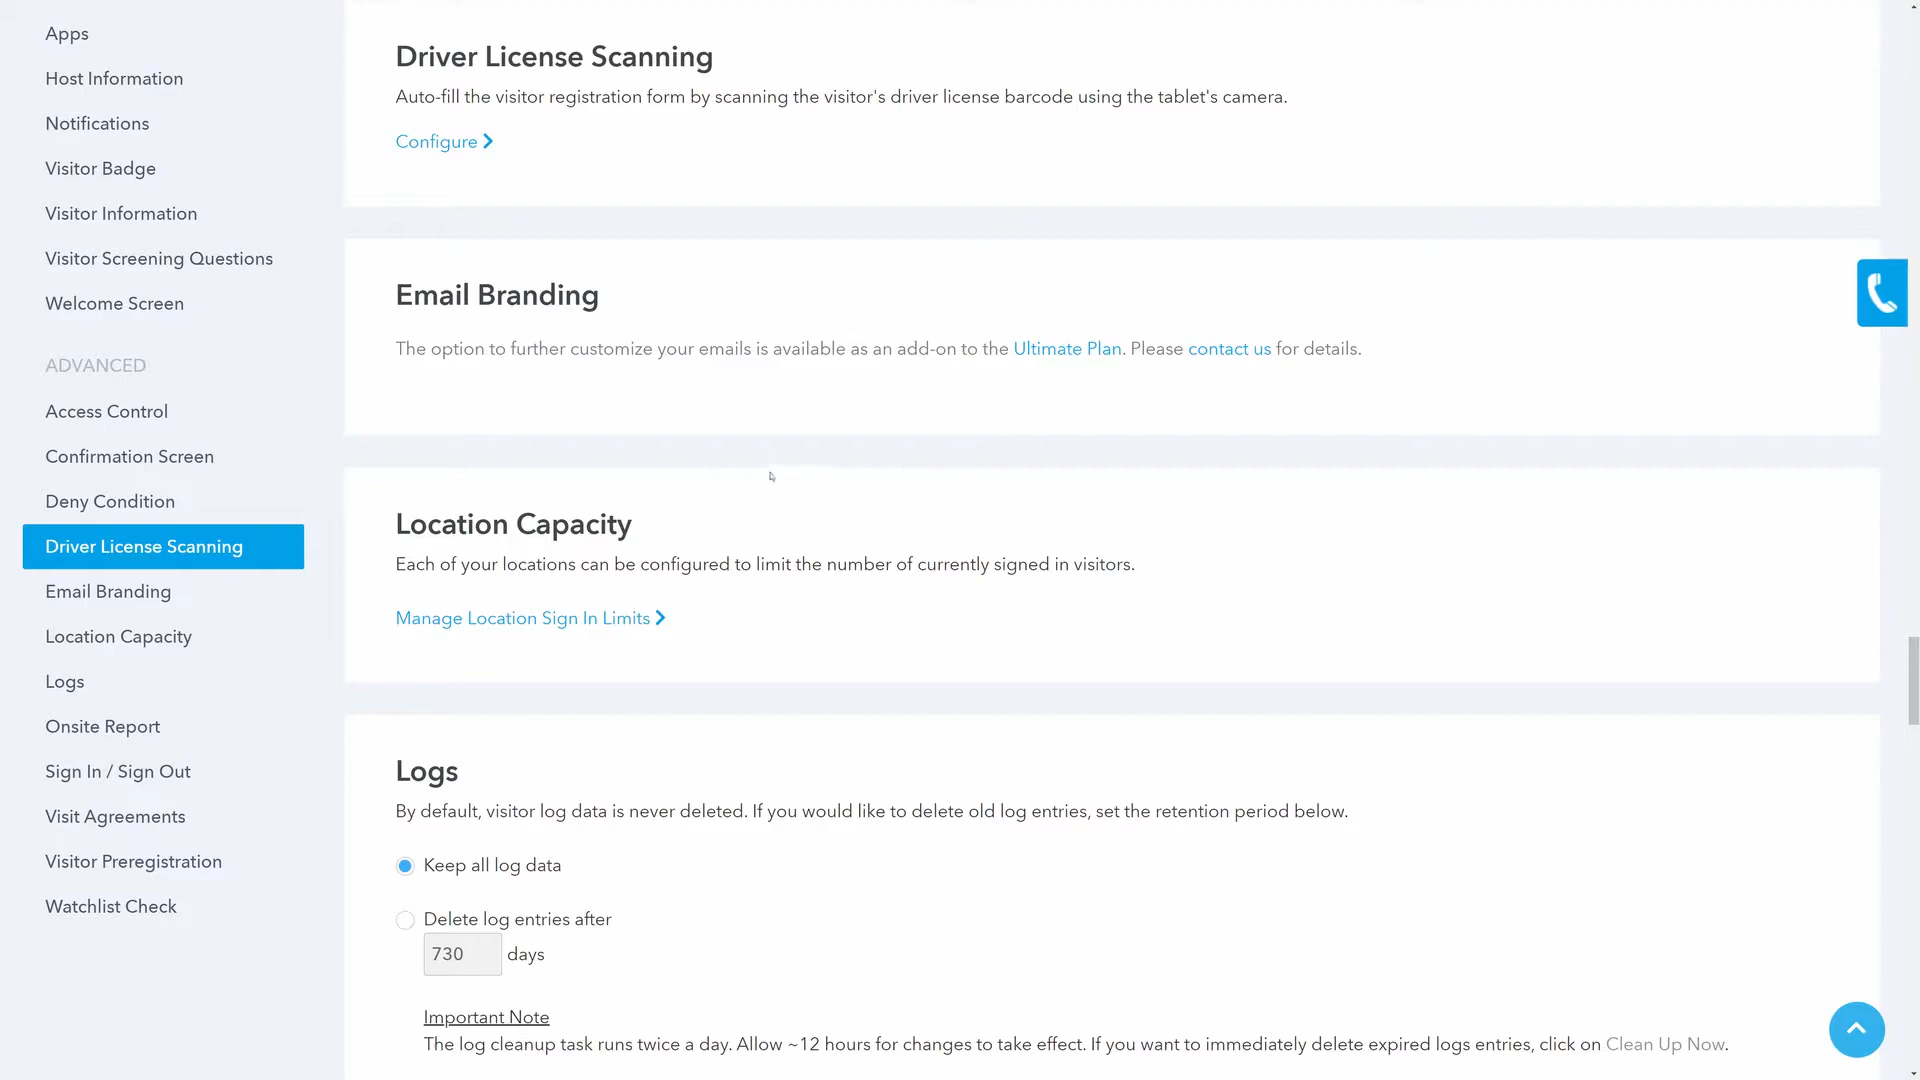 Apps
Host Information
Notifications
Visitor Badge
Visitor Information
Visitor Screening Questions
Welcome Screen
ADVANCED
Access Control
Confirmation Screen
Deny Condition
Driver License Scanning
Email Branding
Location Capacity
Logs
Onsite Report
Sign In / Sign Out
Visit Agreements
Visitor Preregistration
Watchlist Check
Driver License Scanning
Auto-fill the visitor registration form by scanning the visitor's driver license barcode using the tablet's camera.
Configure
Email Branding
The option to further customize your emails is available as an add-on to the Ultimate Plan. Please contact us for details.
Location Capacity
Each of your locations can be configured to limit the number of currently signed in visitors.
Manage Location Sign In Limits
Logs
By default, visitor log data is never deleted. If you would like to delete old log entries, set the retention period below.
Keep all log data
Delete log entries after
730 days
Important Note
The log cleanup task runs twice a day. Allow ~12 hours for changes to take effect. If you want to immediately delete expired logs entries, click on Clean Up Now.